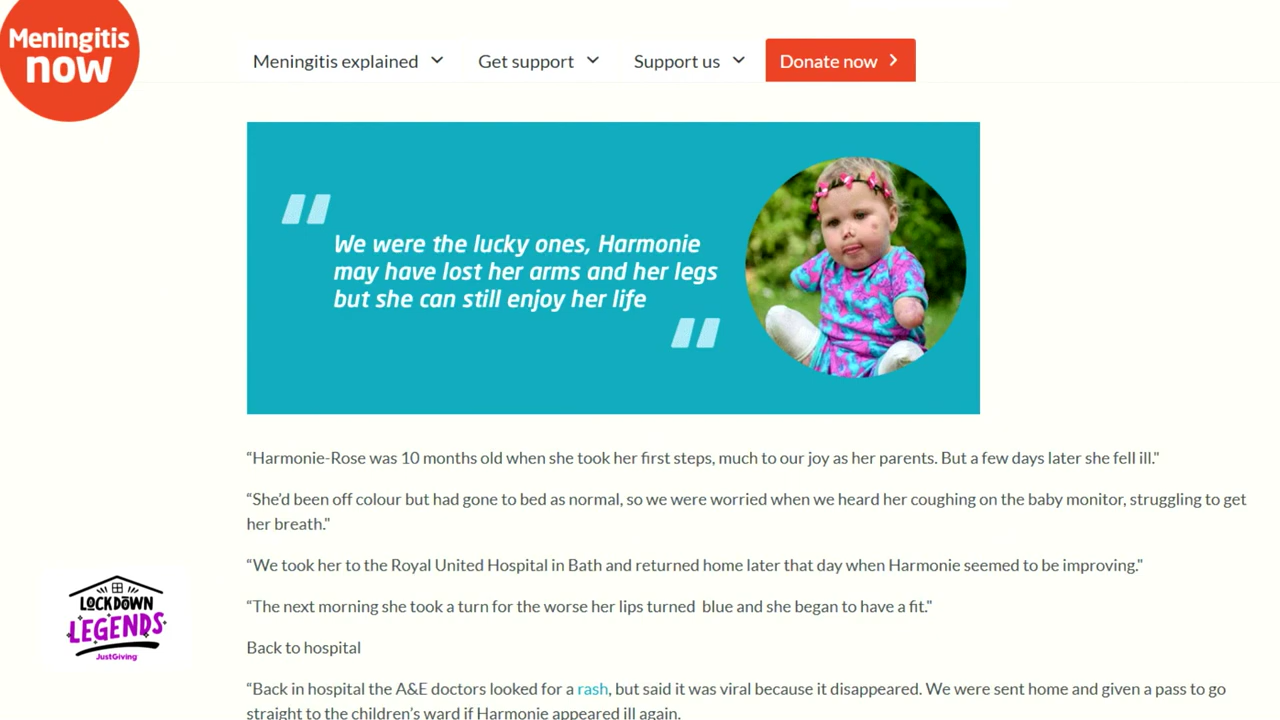 Meningitis
now
Meningitis explained
Get support
Support us
Donate now
“
We were the lucky ones, Harmonie
may have lost her arms and her legs
but she can still enjoy her life
”
“Harmonie-Rose was 10 months old when she took her first steps, much to our joy as her parents. But a few days later she fell ill."
“She’d been off colour but had gone to bed as normal, so we were worried when we heard her coughing on the baby monitor, struggling to get
her breath."
“We took her to the Royal United Hospital in Bath and returned home later that day when Harmonie seemed to be improving."
“The next morning she took a turn for the worse her lips turned blue and she began to have a fit."
Back to hospital
“Back in hospital the A&E doctors looked for a rash, but said it was viral because it disappeared. We were sent home and given a pass to go
straight to the children’s ward if Harmonie appeared ill again.
LOCKDOWN
LEGENDS
JustGiving